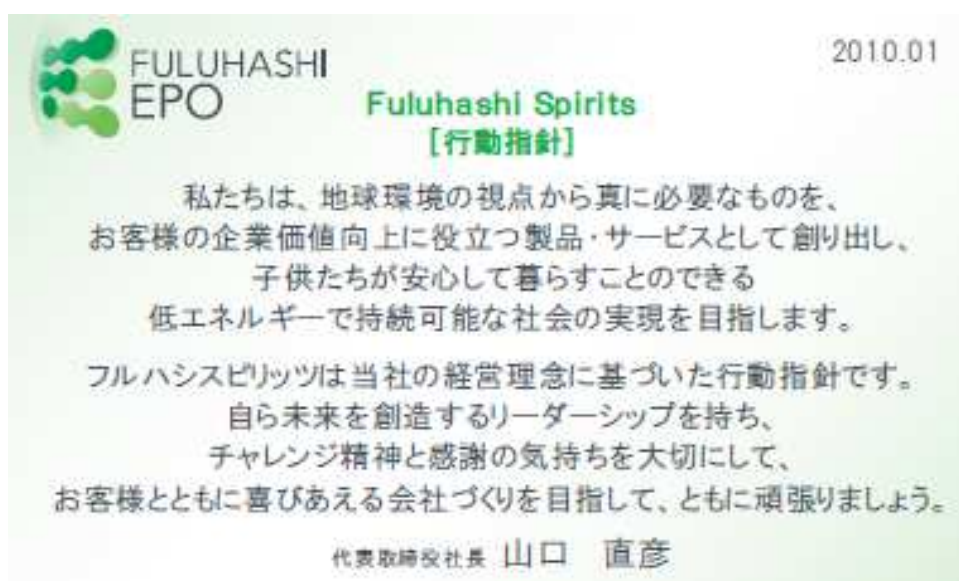 FULUHASHI
EPO
2010.01
Fuluhashi Spirits
[行動指針]
私たちは、地球環境の視点から真に必要なものを、
お客様の企業価値向上に役立つ製品・サービスとして創り出し、
子供たちが安心して暮らすことのできる
低エネルギーで持続可能な社会の実現を目指します。
フルハシスピリッツは当社の経営理念に基づいた行動指針です。
自ら未来を創造するリーダーシップを持ち、
チャレンジ精神と感謝の気持ちを大切にして、
お客様とともに喜びあえる会社づくりを目指して、ともに頑張りましょう。
代表取締役社長 山口 直彦